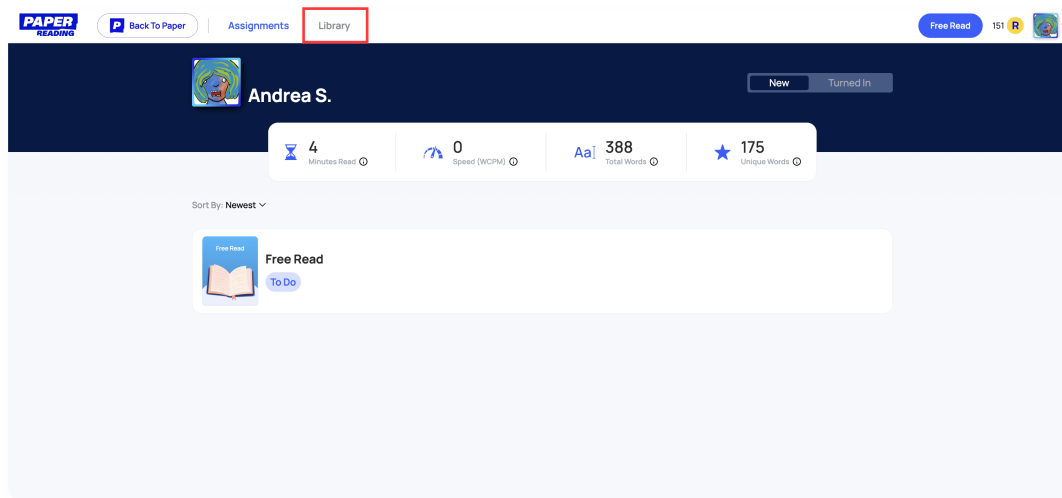 PAPER
READING
P Back To Paper
Assignments
Library
Free Read
151 R
Andrea S.
New
Turned In
4
Minutes Read
0
Speed (WCPM)
Aa
388
Total Words
175
Unique Words
Sort By: Newest
Free Read
Free Read
To Do